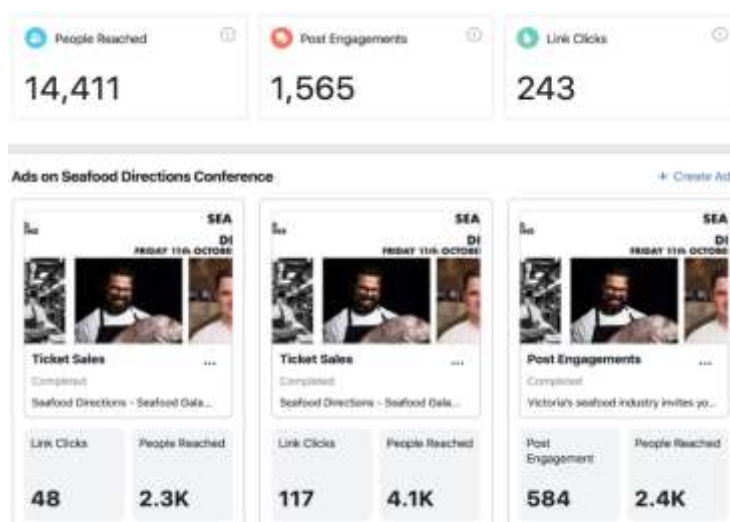 People Reached
Post Engagements
Link Clicks
14,411
1,565
243
Ads on Seafood Directions Conference
+ Create Ad
SEA
DI
FRIDAY 11th OCTOBE
SEA
DI
FRIDAY 11th OCTOBE
SEA
DI
FRIDAY 11th OCTOBE
Ticket Sales ...
Completed
Seafood Directions - Seafood Gala...
Ticket Sales ...
Completed
Seafood Directions - Seafood Gala...
Post Engagements ...
Completed
Victoria's seafood industry invites yo...
Link Clicks
48
People Reached
2.3K
Link Clicks
117
People Reached
4.1K
Post
Engagement
584
People Reached
2.4K